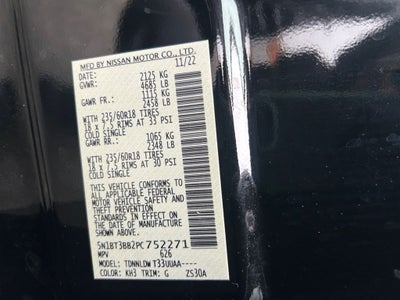 MFD BY NISSAN MOTOR CO., LTD.
DATE: 11/22
GVWR: 2125 KG
4685 LB
GAWR FR.: 1115 KG
2458 LB
WITH 235/60R18 TIRES
18 x 7.5 RIMS AT 33 PSI
COLD SINGLE
GAWR RR.: 1065 KG
2348 LB
WITH 235/60R18 TIRES
18 x 7.5 RIMS AT 30 PSI
COLD SINGLE
THIS VEHICLE CONFORMS TO
ALL APPLICABLE FEDERAL
MOTOR VEHICLE SAFETY AND
THEFT PREVENTION STANDARDS
IN EFFECT ON THE DATE OF
MANUFACTURE SHOWN ABOVE.
5N1BT3BB2PC752271
MPV 626
MODEL: TDNNLDW T33UUAA-----
COLOR: KH3 TRIM: G ZS30A